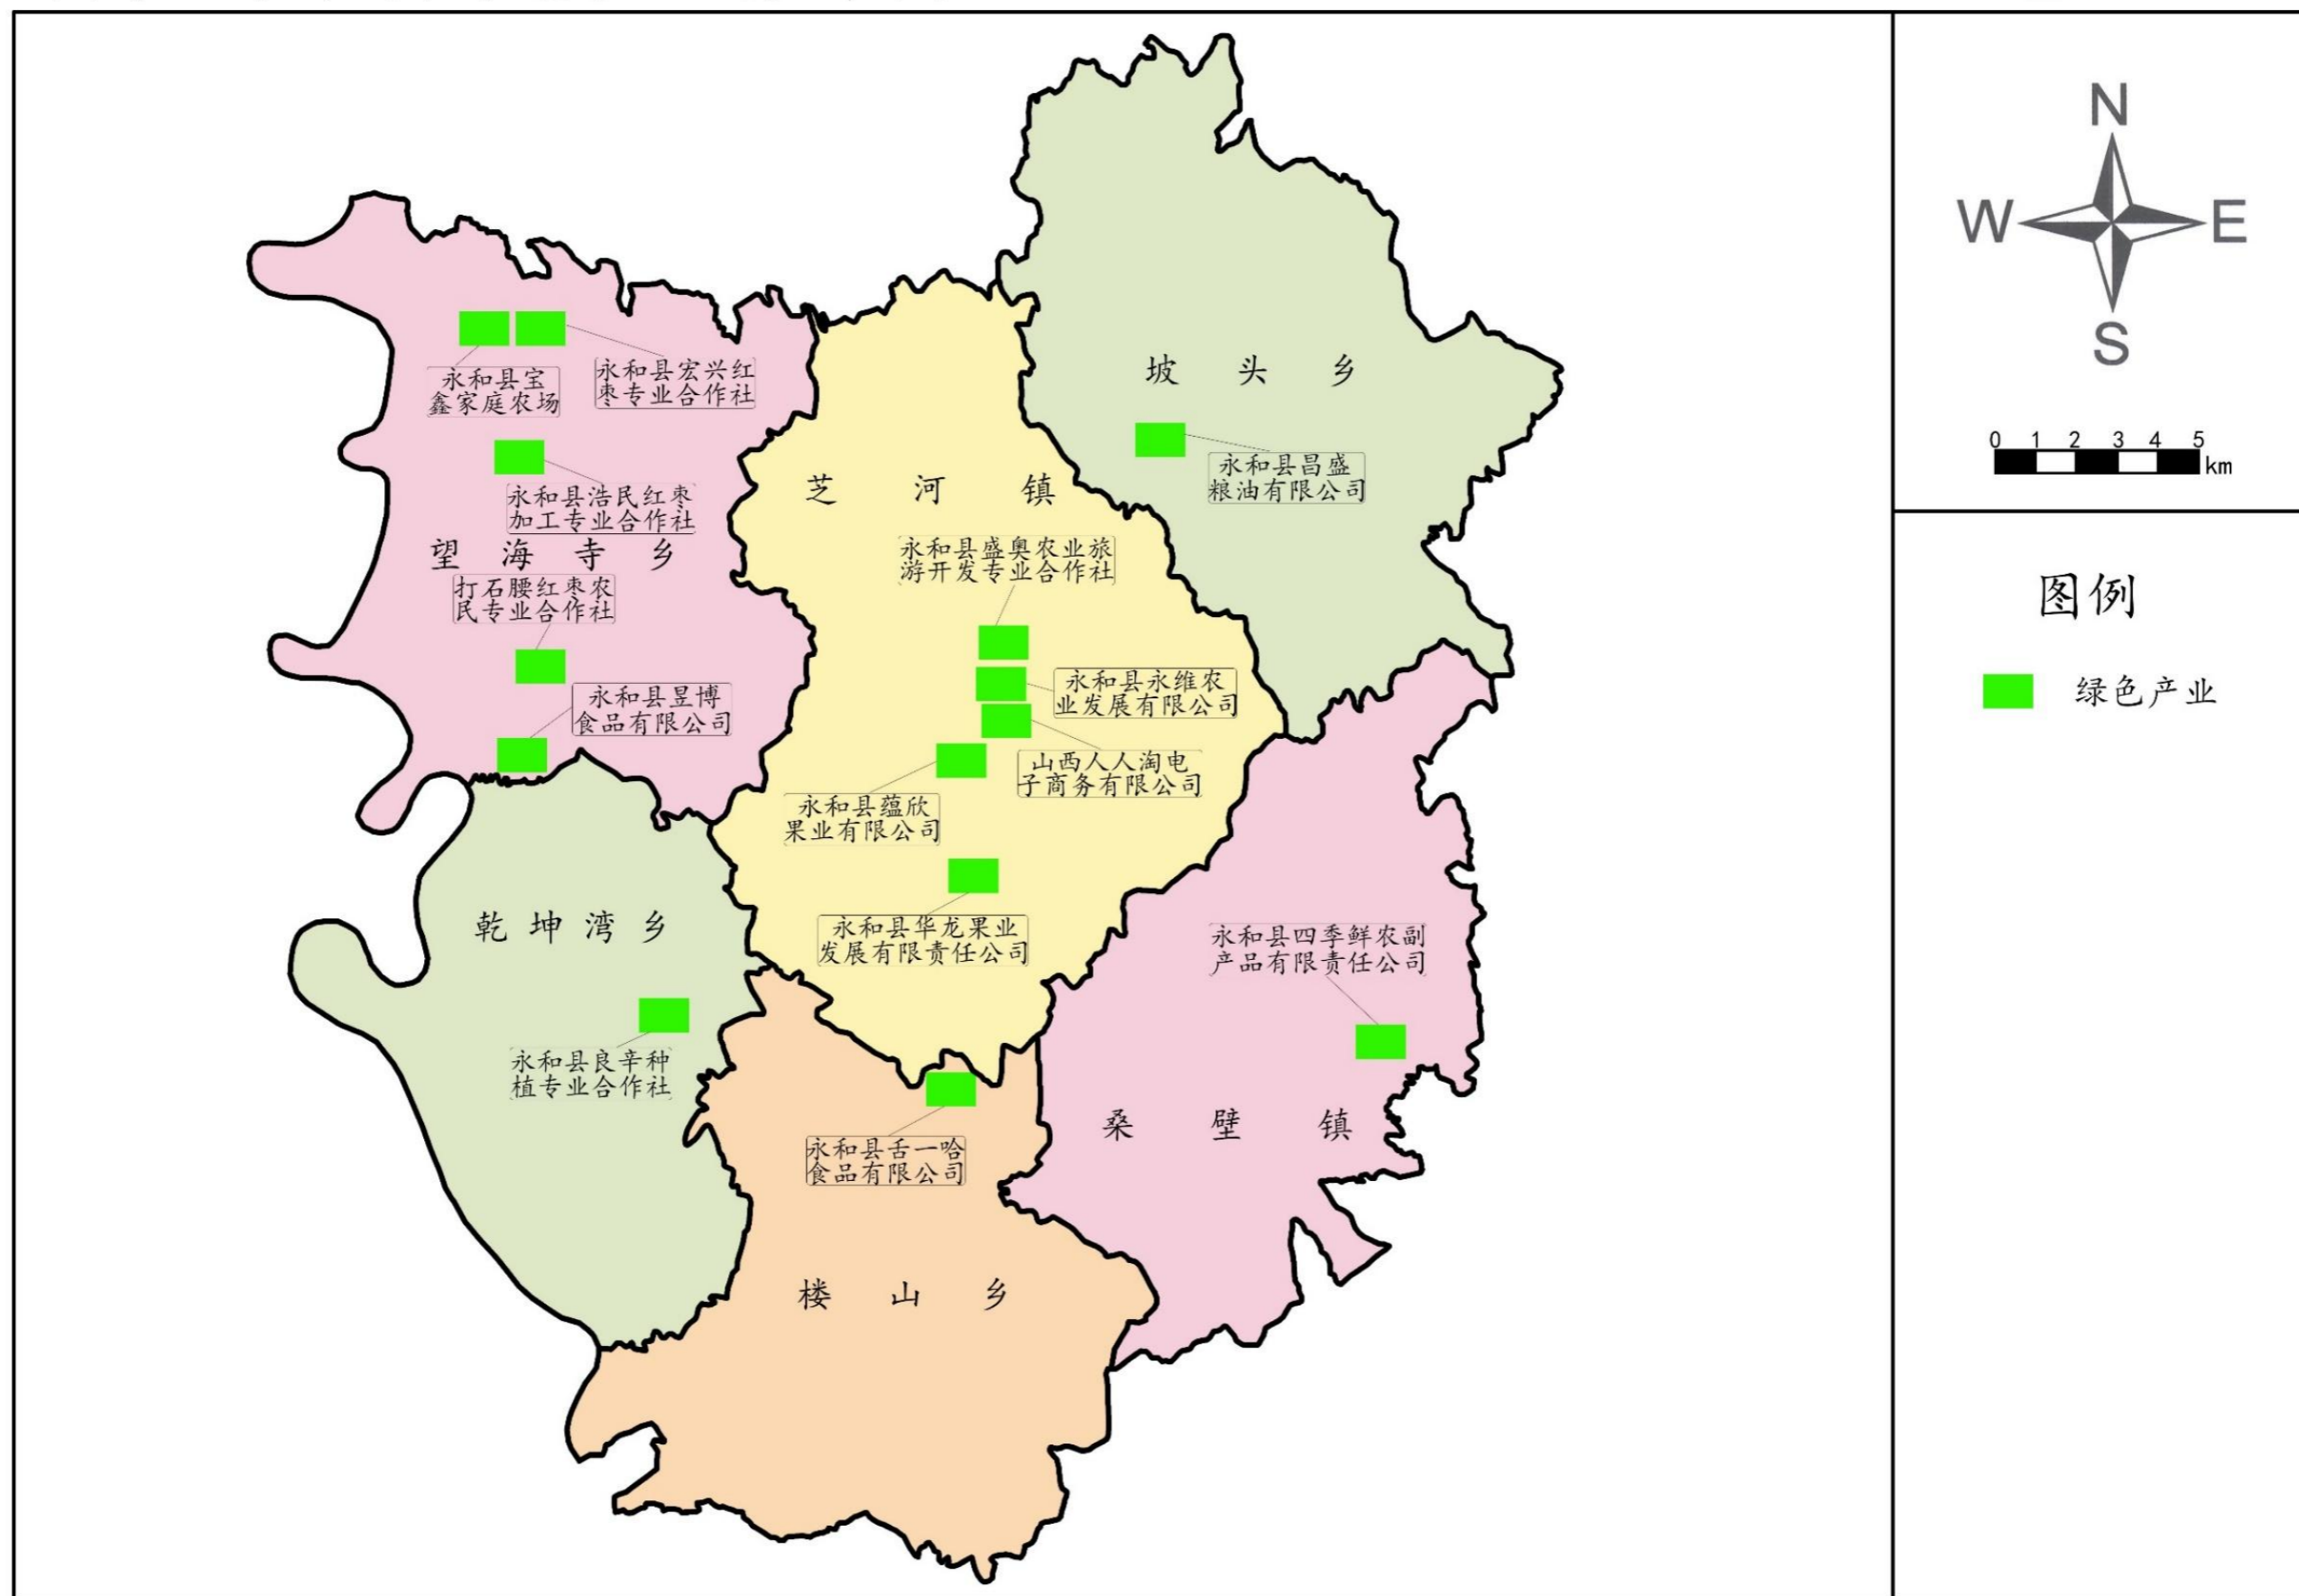 N
W
E
S
0 1 2 3 4 5
km
图例
绿色产业
坡头乡
永和县昌盛
粮油有限公司
永和县宝
鑫家庭农场
永和县宏兴红
枣专业合作社
永和县浩民红枣
加工专业合作社
望海寺乡
打石腰红枣农
民专业合作社
永和县昱博
食品有限公司
芝河镇
永和县盛奥农业旅
游开发专业合作社
永和县永维农
业发展有限公司
山西人人淘电
子商务有限公司
永和县蕴欣
果业有限公司
永和县华龙果业
发展有限责任公司
乾坤湾乡
永和县良辛种
植专业合作社
永和县四季鲜农副
产品有限责任公司
桑壁镇
永和县舌一哈
食品有限公司
楼山乡